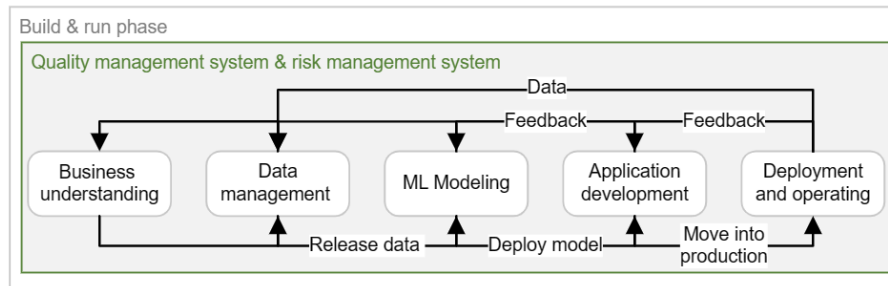 Build & run phase
Quality management system & risk management system
Data
Feedback
Feedback
Business
understanding
Data
management
ML Modeling
Application
development
Deployment
and operating
Release data
Deploy model
Move into
production